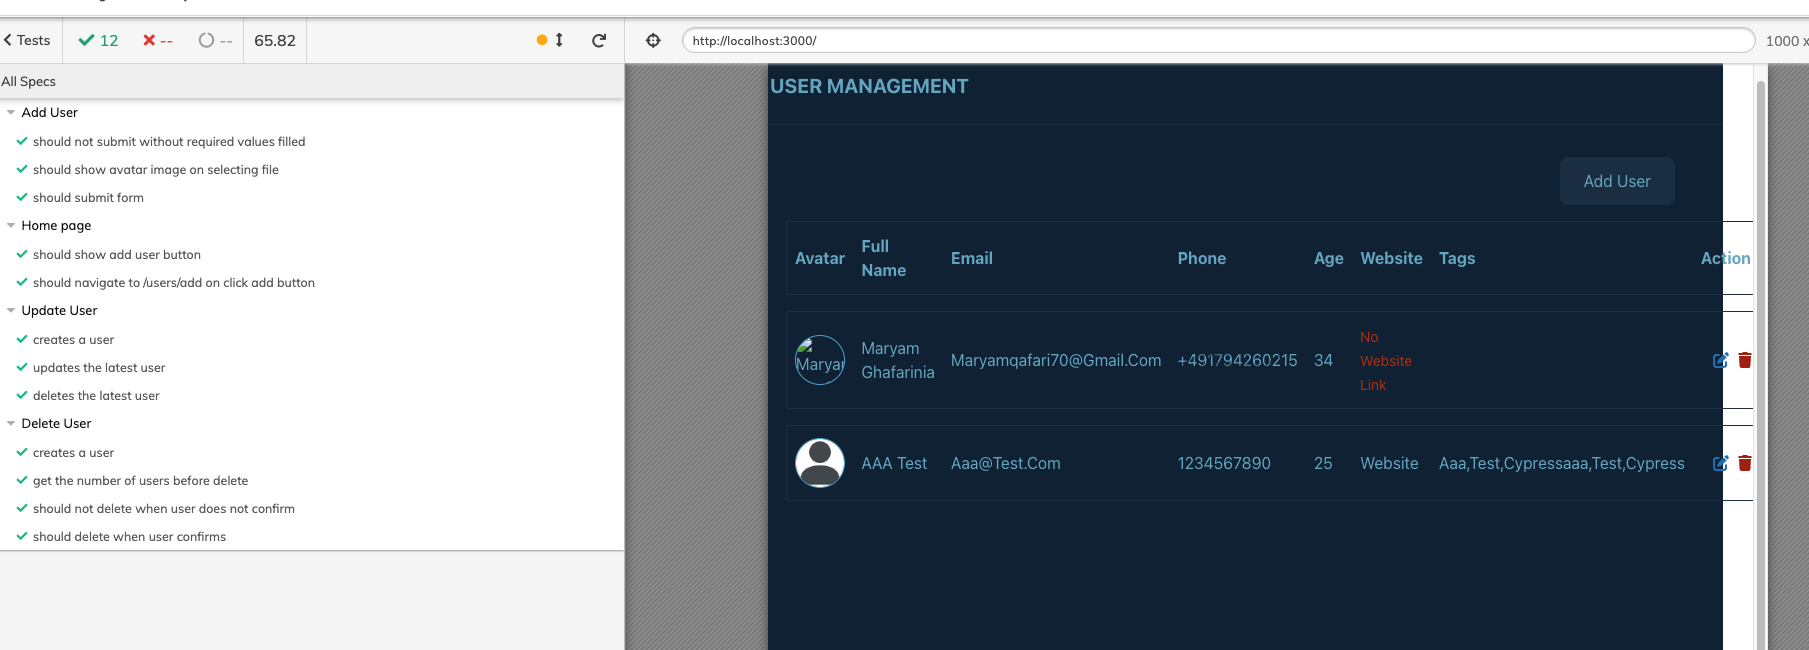 Tests 12 -- -- 65.82
http://localhost:3000/
1000 x
All Specs
Add User
should not submit without required values filled
should show avatar image on selecting file
should submit form
Home page
should show add user button
should navigate to /users/add on click add button
Update User
creates a user
updates the latest user
deletes the latest user
Delete User
creates a user
get the number of users before delete
should not delete when user does not confirm
should delete when user confirms
USER MANAGEMENT
Add User
Avatar Full Name Email Phone Age Website Tags Action
Maryar
Maryam
Ghafarinia
Maryamqafari70@Gmail.Com
+491794260215
34
No
Website
Link
AAA Test Aaa@Test.Com 1234567890 25 Website Aaa,Test,Cypressaaa,Test,Cypress